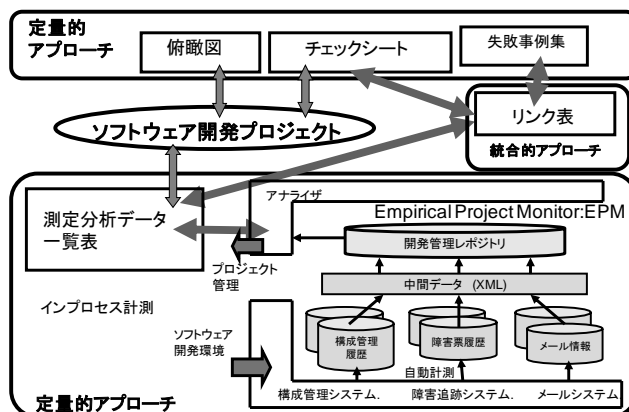 定量的
アプローチ
俯瞰図
チェックシート
失敗事例集
ソフトウェア開発プロジェクト
リンク表
統合的アプローチ
アナライザ
測定分析データ
一覧表
Empirical Project Monitor:EPM
開発管理レポジトリ
プロジェクト
管理
中間データ (XML)
インプロセス計測
ソフトウェア
開発環境
構成管理
履歴
障害票履歴
メール情報
自動計測
構成管理システム.
障害追跡システム.
メールシステム
定量的アプローチ